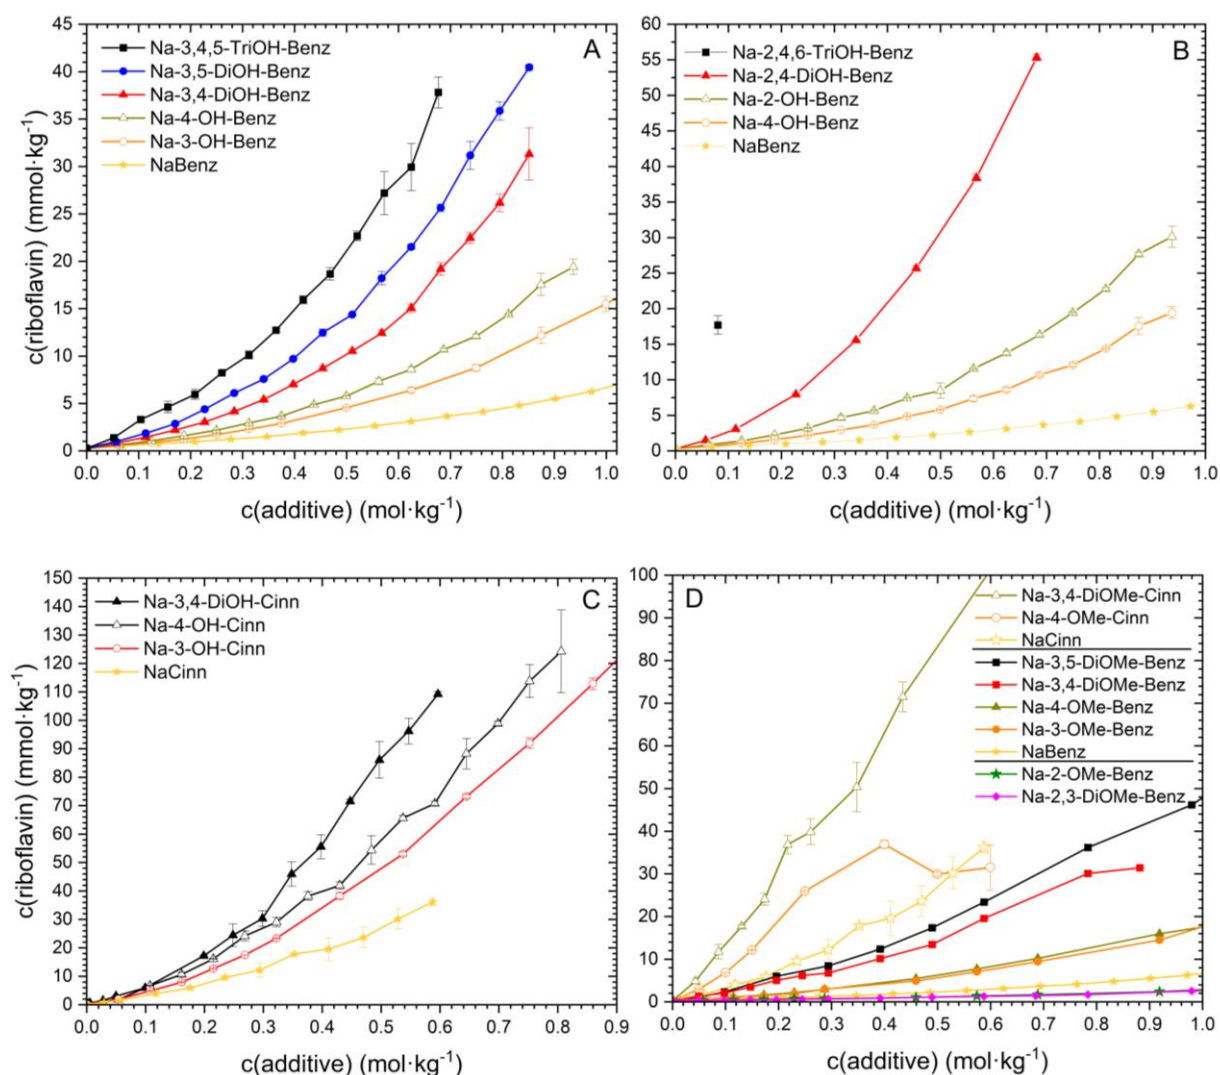 A
Na-3,4,5-TriOH-Benz
Na-3,5-DiOH-Benz
Na-3,4-DiOH-Benz
Na-4-OH-Benz
Na-3-OH-Benz
NaBenz
45
40
35
30
25
20
15
10
5
0
0.0 0.1 0.2 0.3 0.4 0.5 0.6 0.7 0.8 0.9 1.0
c(riboflavin) (mmol·kg⁻¹)
c(additive) (mol·kg⁻¹)
B
Na-2,4,6-TriOH-Benz
Na-2,4-DiOH-Benz
Na-2-OH-Benz
Na-4-OH-Benz
NaBenz
60
55
50
45
40
35
30
25
20
15
10
5
0
0.0 0.1 0.2 0.3 0.4 0.5 0.6 0.7 0.8 0.9 1.0
c(riboflavin) (mmol·kg⁻¹)
c(additive) (mol·kg⁻¹)
C
Na-3,4-DiOH-Cinn
Na-4-OH-Cinn
Na-3-OH-Cinn
NaCinn
150
140
130
120
110
100
90
80
70
60
50
40
30
20
10
0
0.0 0.1 0.2 0.3 0.4 0.5 0.6 0.7 0.8 0.9
c(riboflavin) (mmol·kg⁻¹)
c(additive) (mol·kg⁻¹)
D
Na-3,4-DiOMe-Cinn
Na-4-OMe-Cinn
NaCinn
Na-3,5-DiOMe-Benz
Na-3,4-DiOMe-Benz
Na-4-OMe-Benz
Na-3-OMe-Benz
NaBenz
Na-2-OMe-Benz
Na-2,3-DiOMe-Benz
100
90
80
70
60
50
40
30
20
10
0
0.0 0.1 0.2 0.3 0.4 0.5 0.6 0.7 0.8 0.9 1.0
c(riboflavin) (mmol·kg⁻¹)
c(additive) (mol·kg⁻¹)